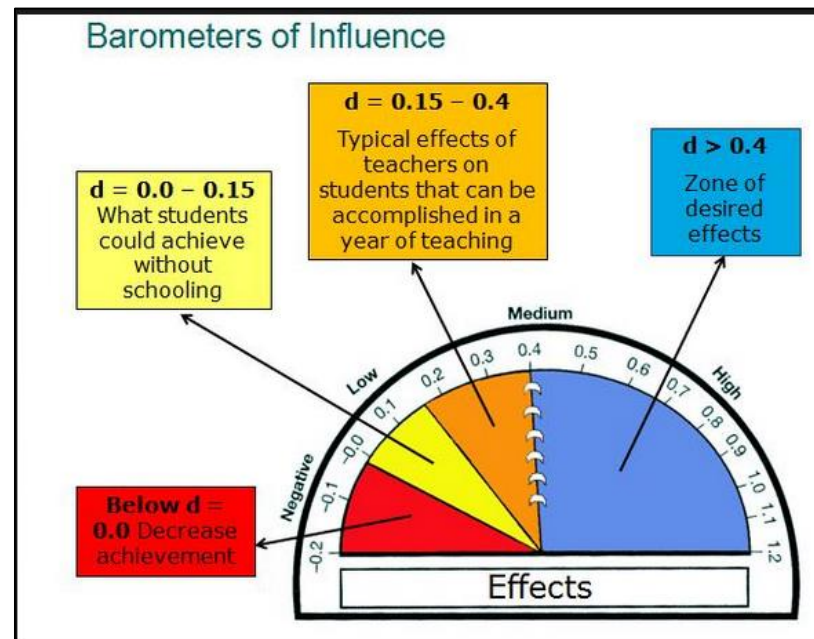 Barometers of Influence
d = 0.15 – 0.4
Typical effects of
teachers on
students that can be
accomplished in a
year of teaching
d > 0.4
Zone of
desired
effects
d = 0.0 – 0.15
What students
could achieve
without
schooling
Below d =
0.0 Decrease
achievement
Negative
Low
Medium
High
–0.2
–0.1
–0.0
0.1
0.2
0.3
0.4
0.5
0.6
0.7
0.8
0.9
1.0
1.1
1.2
Effects